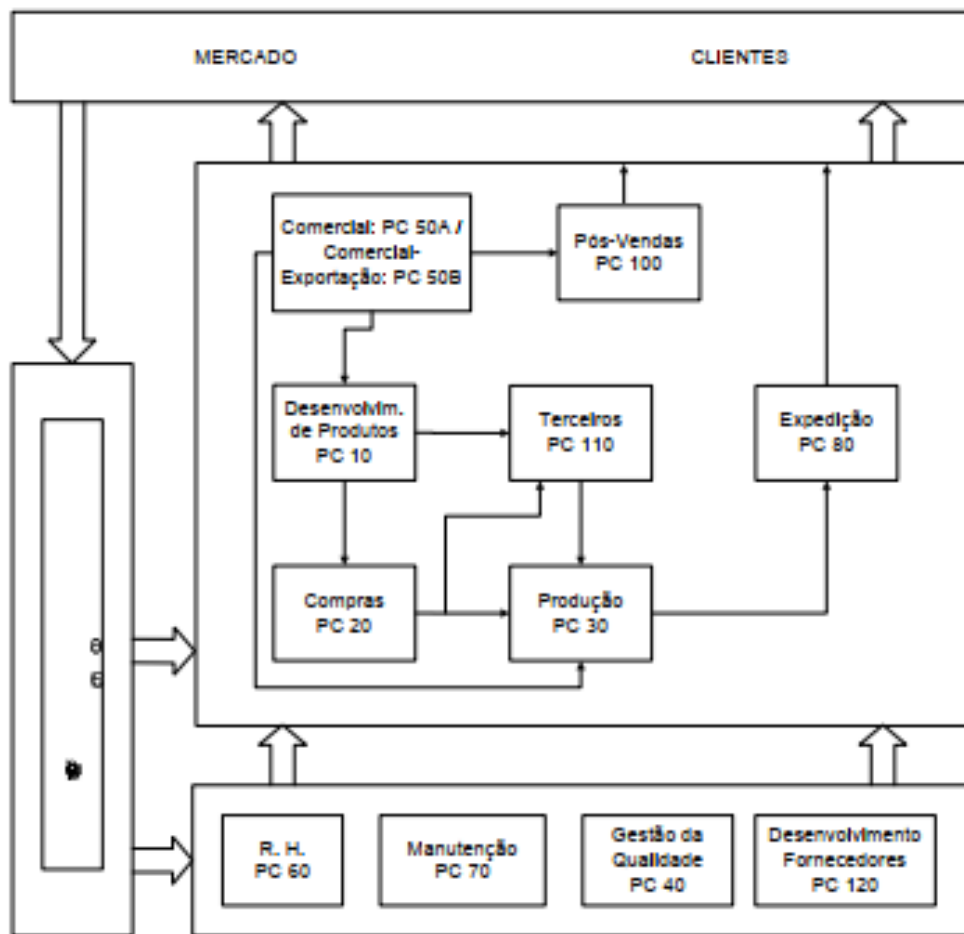 MERCADO
CLIENTES
Comercial: PC 50A /
Comercial-
Exportação: PC 50B
Pós-Vendas
PC 100
Desenvolvim.
de Produtos
PC 10
Terceiros
PC 110
Expedição
PC 80
Compras
PC 20
Produção
PC 30
R. H.
PC 60
Manutenção
PC 70
Gestão da
Qualidade
PC 40
Desenvolvimento
Fornecedores
PC 120